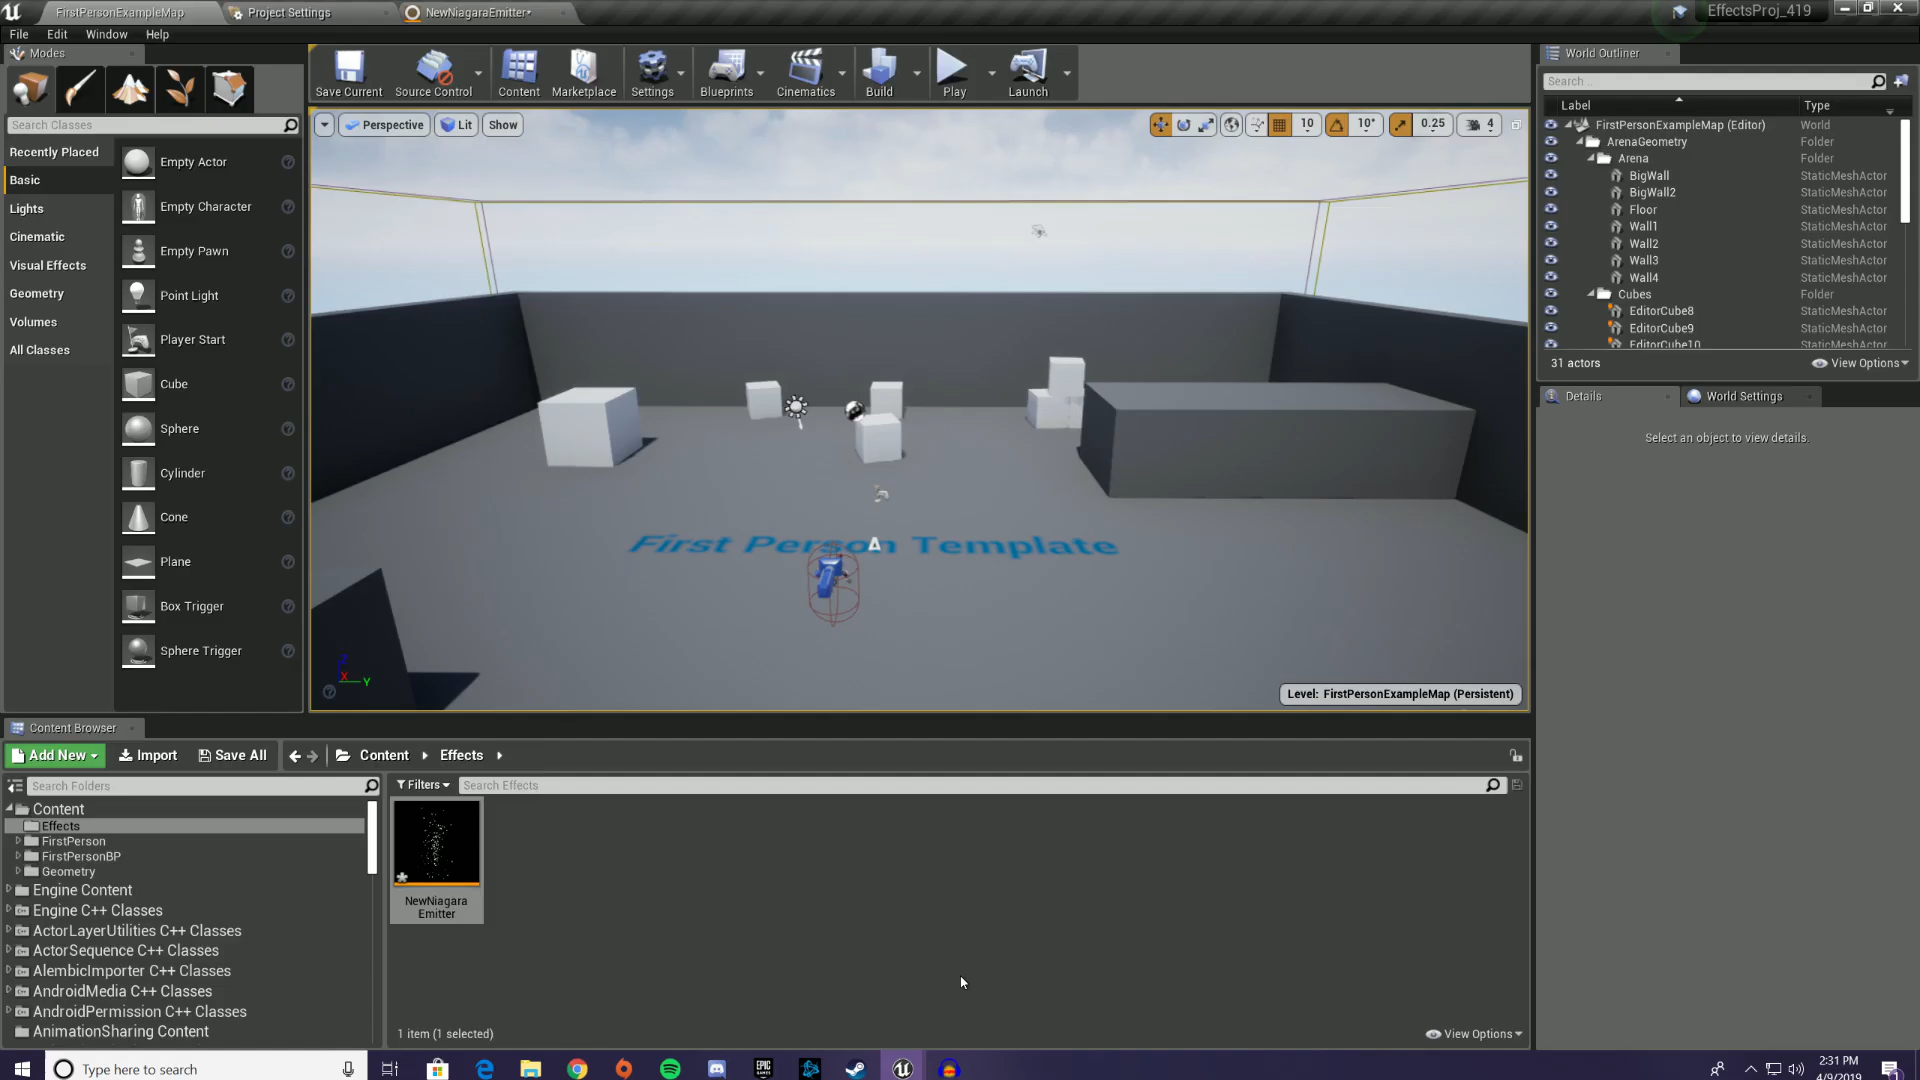 FirstPersonExampleMap
Project Settings
NewNiagaraEmitter*
EffectsProj_419
File Edit Window Help
Modes
Search Classes
Recently Placed
Basic
Lights
Cinematic
Visual Effects
Geometry
Volumes
All Classes
Empty Actor
Empty Character
Empty Pawn
Point Light
Player Start
Cube
Sphere
Cylinder
Cone
Plane
Box Trigger
Sphere Trigger
Save Current
Source Control
Content
Marketplace
Settings
Blueprints
Cinematics
Build
Play
Launch
Perspective
Lit
Show
10
10°
0.25
4
First Person Template
Z
X
Y
Level: FirstPersonExampleMap (Persistent)
World Outliner
Search...
Label Type
FirstPersonExampleMap (Editor) World
ArenaGeometry Folder
Arena Folder
BigWall StaticMeshActor
BigWall2 StaticMeshActor
Floor StaticMeshActor
Wall1 StaticMeshActor
Wall2 StaticMeshActor
Wall3 StaticMeshActor
Wall4 StaticMeshActor
Cubes Folder
EditorCube8 StaticMeshActor
EditorCube9 StaticMeshActor
EditorCube10 StaticMeshActor
31 actors
View Options
Details
World Settings
Select an object to view details.
Content Browser
Add New
Import
Save All
Content
Effects
Search Folders
Content
Effects
FirstPerson
FirstPersonBP
Geometry
Engine Content
Engine C++ Classes
ActorLayerUtilities C++ Classes
ActorSequence C++ Classes
AlembicImporter C++ Classes
AndroidMedia C++ Classes
AndroidPermission C++ Classes
AnimationSharing Content
Filters
Search Effects
NewNiagara
Emitter
1 item (1 selected)
View Options
Type here to search
EPIC
GAMES
2:31 PM
4/9/2019
1